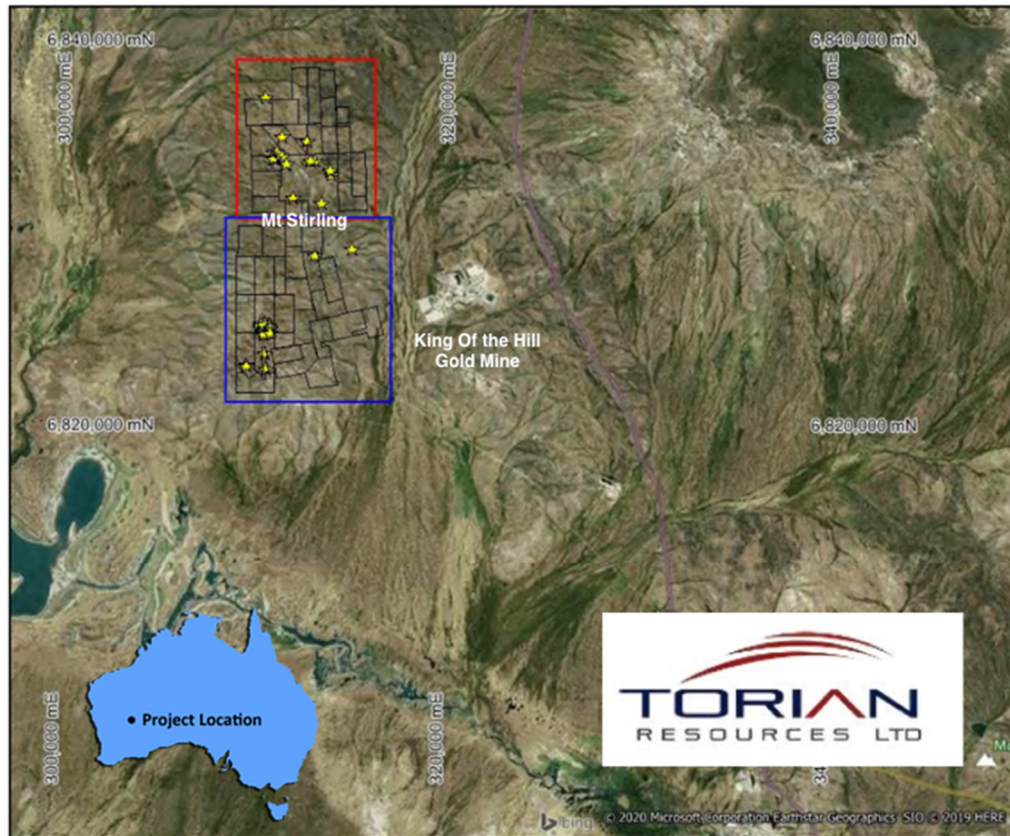 6,840,000 mN
6,840,000 mN
300,000 mE
320,000 mE
340,000 mE
Mt Stirling
King Of the Hill
Gold Mine
6,820,000 mN
6,820,000 mN
Project Location
TORIAN
RESOURCES LTD
300,000 mE
320,000 mE
bing
© 2020 Microsoft Corporation Earthstar Geographics SIO © 2019 HERE